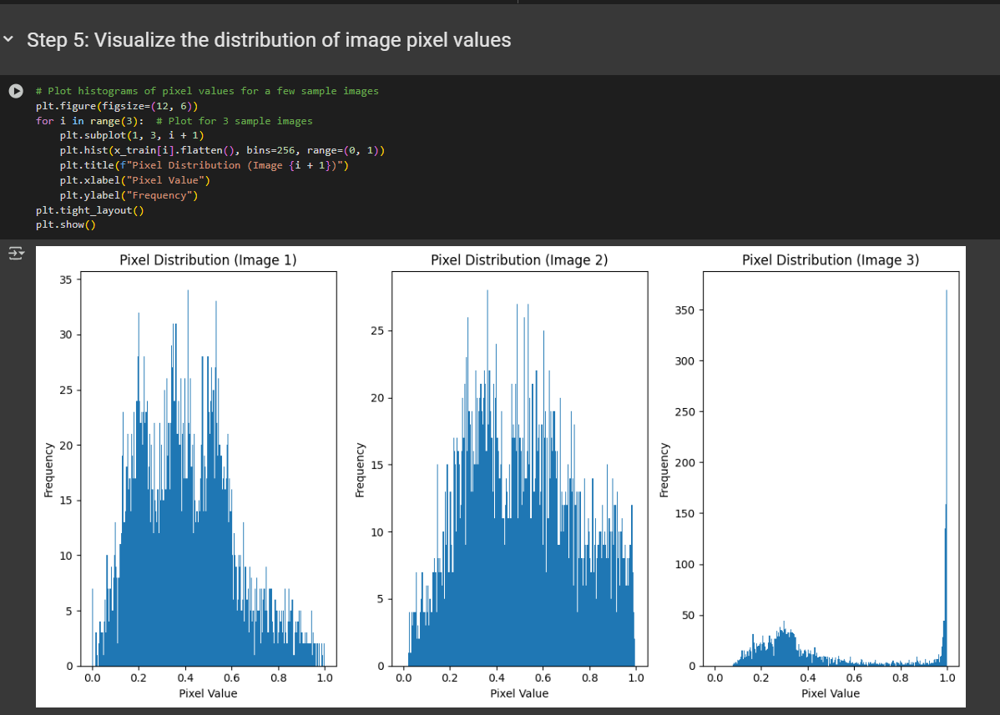 Step 5: Visualize the distribution of image pixel values
# Plot histograms of pixel values for a few sample images
plt.figure(figsize=(12, 6))
for i in range(3):  # Plot for 3 sample images
    plt.subplot(1, 3, i + 1)
    plt.hist(x_train[i].flatten(), bins=256, range=(0, 1))
    plt.title(f"Pixel Distribution (Image {i + 1})")
    plt.xlabel("Pixel Value")
    plt.ylabel("Frequency")
plt.tight_layout()
plt.show()
Pixel Distribution (Image 1)
35
30
25
20
15
10
5
0
Frequency
0.0 0.2 0.4 0.6 0.8 1.0
Pixel Value
Pixel Distribution (Image 2)
25
20
15
10
5
0
Frequency
0.0 0.2 0.4 0.6 0.8 1.0
Pixel Value
Pixel Distribution (Image 3)
350
300
250
200
150
100
50
0
Frequency
0.0 0.2 0.4 0.6 0.8 1.0
Pixel Value